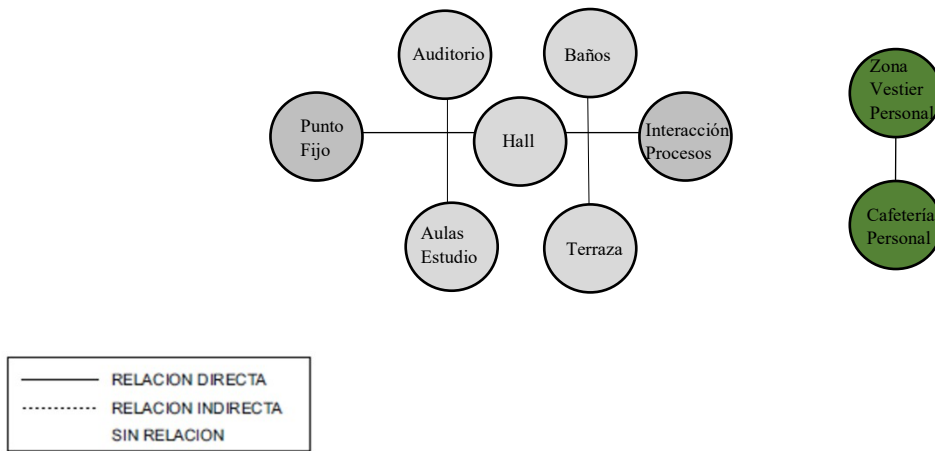 Auditorio
Baños
Zona
Vestier
Personal
Punto
Fijo
Hall
Interacción
Procesos
Aulas
Estudio
Terraza
Cafetería
Personal
RELACION DIRECTA
RELACION INDIRECTA
SIN RELACION